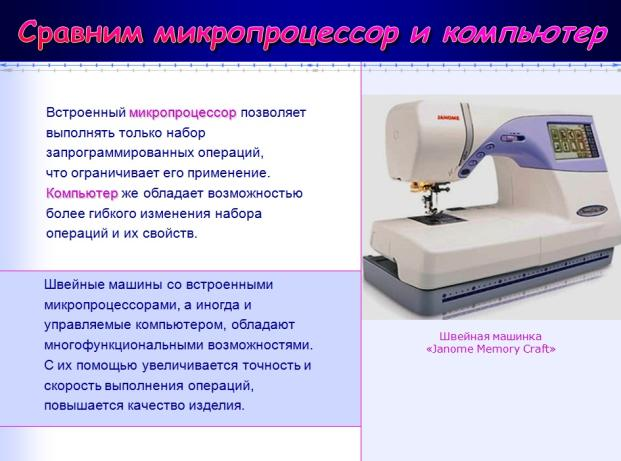 Сравним микропроцессор и компьютер
Встроенный микропроцессор позволяет
выполнять только набор
запрограммированных операций,
что ограничивает его применение.
Компьютер же обладает возможностью
более гибкого изменения набора
операций и их свойств.
JANOME
Швейные машины со встроенными
микропроцессорами, а иногда и
управляемые компьютером, обладают
многофункциональными возможностями.
С их помощью увеличивается точность и
скорость выполнения операций,
повышается качество изделия.
Швейная машинка
«Janome Memory Craft»